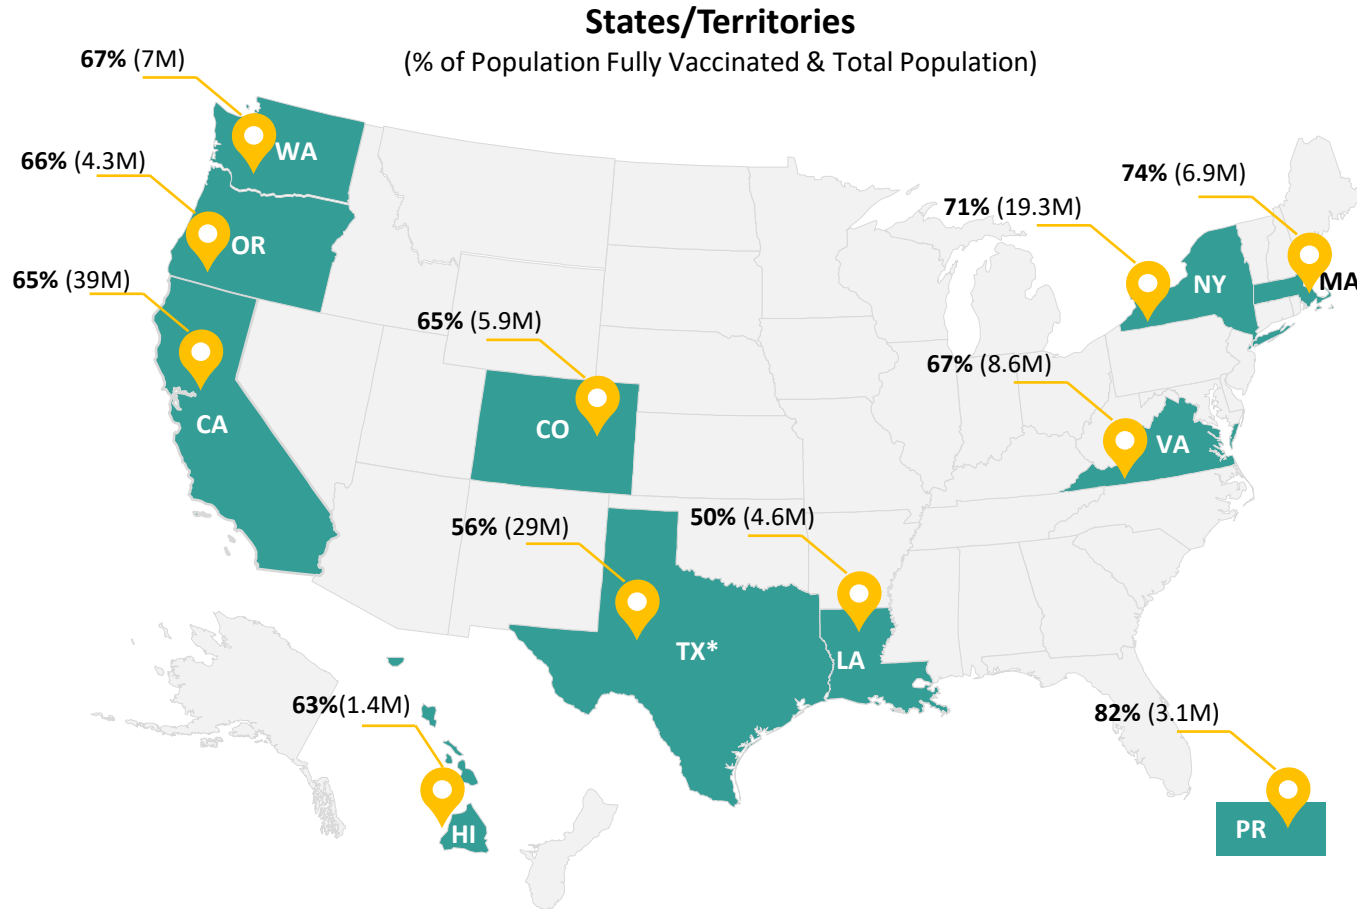 States/Territories
(% of Population Fully Vaccinated & Total Population)
67% (7M)
WA
66% (4.3M)
OR
65% (39M)
CA
65% (5.9M)
CO
74% (6.9M)
MA
71% (19.3M)
NY
67% (8.6M)
VA
56% (29M)
TX*
50% (4.6M)
LA
63%(1.4M)
HI
82% (3.1M)
PR